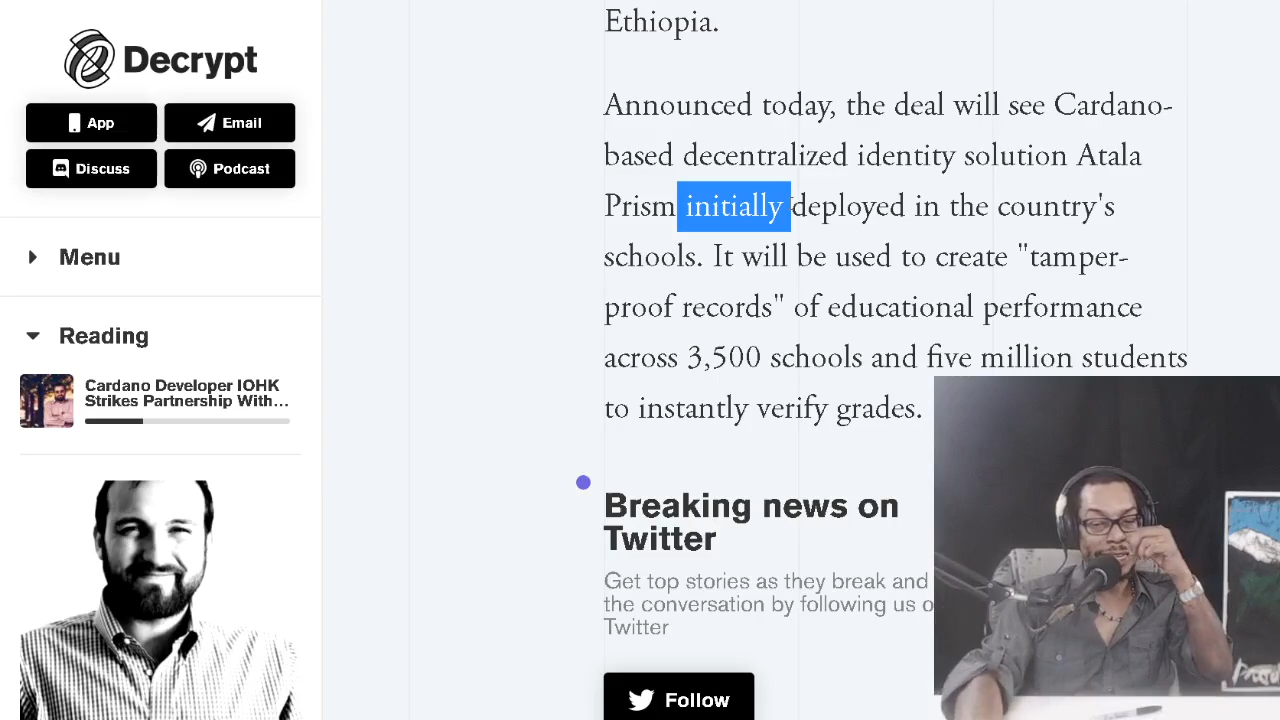 Decrypt
App
Email
Discuss
Podcast
Menu
Reading
Cardano Developer IOHK
Strikes Partnership With...
Ethiopia.
Announced today, the deal will see Cardano-
based decentralized identity solution Atala
Prism initially deployed in the country's
schools. It will be used to create "tamper-
proof records" of educational performance
across 3,500 schools and five million students
to instantly verify grades.
Breaking news on
Twitter
Get top stories as they break and
the conversation by following us
Twitter
Follow